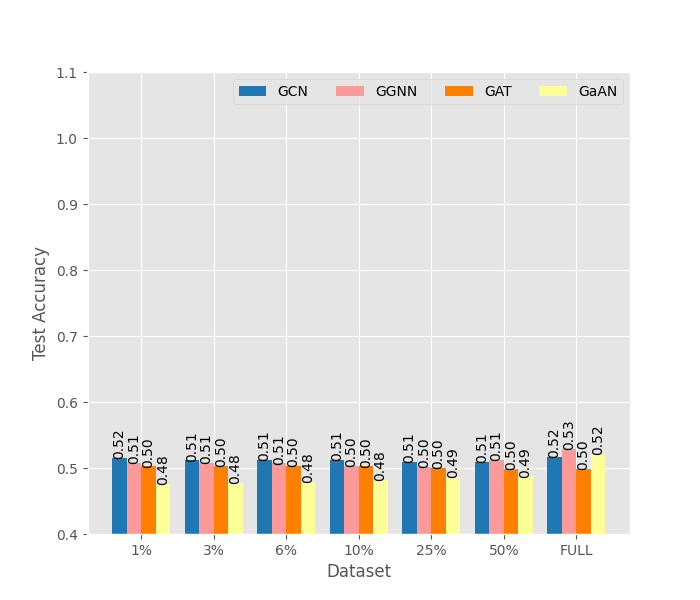 1.1
1.0
0.9
0.8
0.7
0.6
0.5
0.4
Test Accuracy
GCN GGNN GAT GaAN
0.52 0.51 0.50 0.48
0.51 0.51 0.50 0.48
0.51 0.51 0.50 0.48
0.51 0.50 0.50 0.48
0.51 0.50 0.50 0.49
0.51 0.51 0.50 0.49
0.52 0.53 0.50 0.52
1% 3% 6% 10% 25% 50% FULL
Dataset